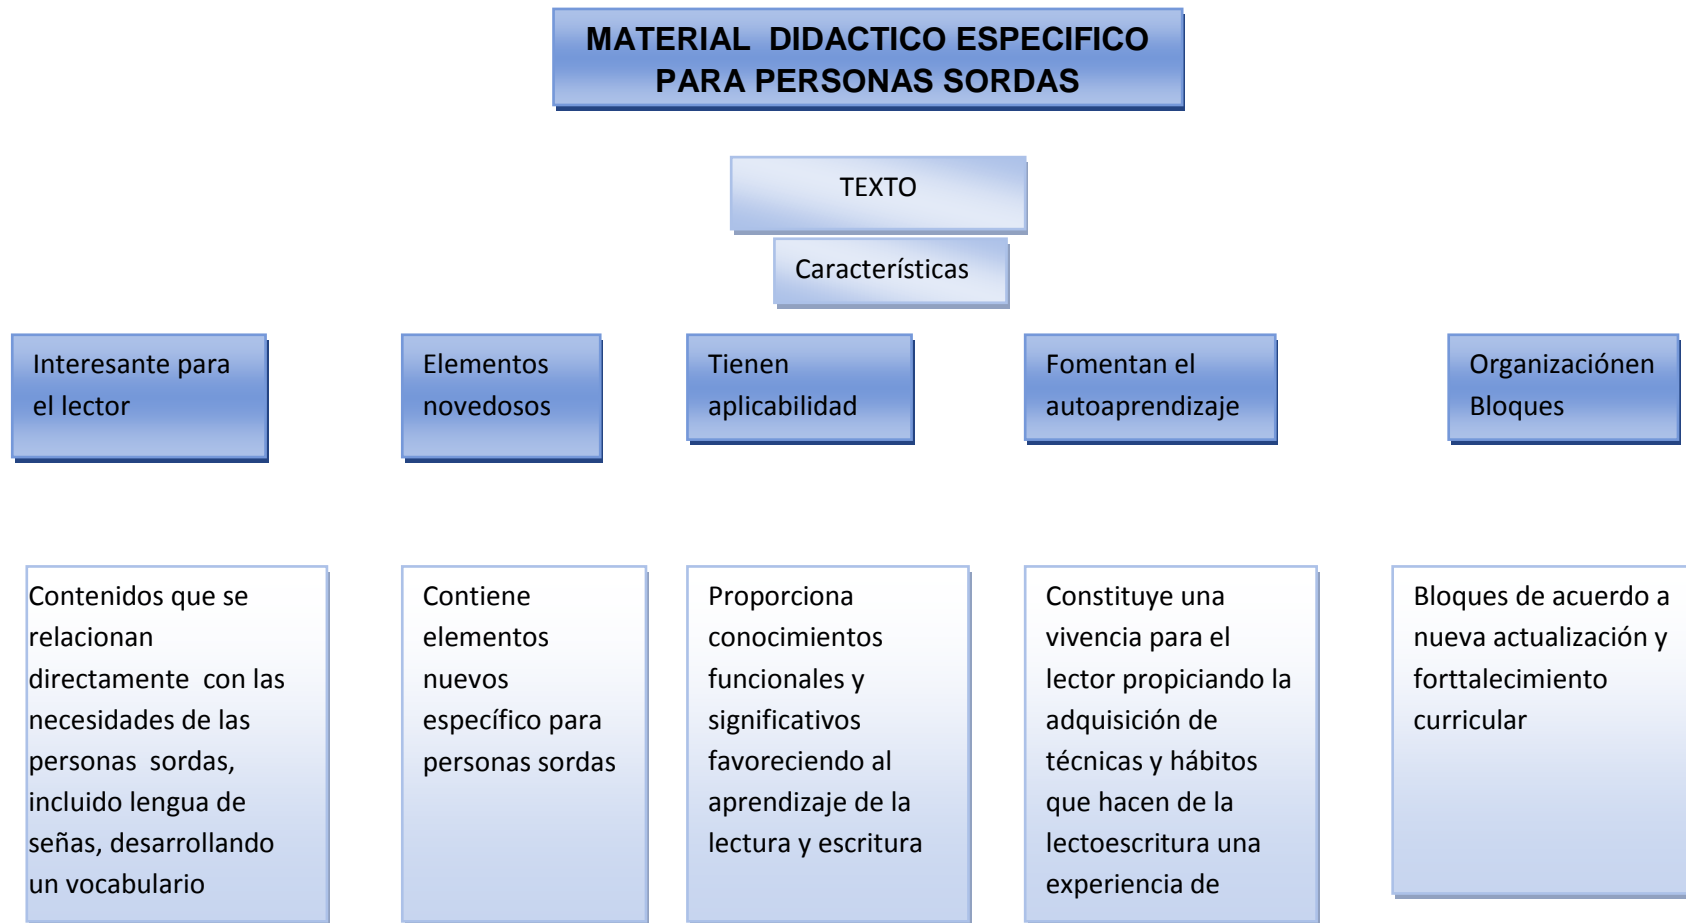 MATERIAL  DIDACTICO ESPECIFICO
PARA PERSONAS SORDAS
TEXTO
Características
Interesante para
el lector
Elementos
novedosos
Tienen
aplicabilidad
Fomentan el
autoaprendizaje
Organizaciónen
Bloques
Contenidos que se
relacionan
directamente  con las
necesidades de las
personas  sordas,
incluido lengua de
señas, desarrollando
un vocabulario
Contiene
elementos
nuevos
específico para
personas sordas
Proporciona
conocimientos
funcionales y
significativos
favoreciendo al
aprendizaje de la
lectura y escritura
Constituye una
vivencia para el
lector propiciando la
adquisición de
técnicas y hábitos
que hacen de la
lectoescritura una
experiencia de
Bloques de acuerdo a
nueva actualización y
forttalecimiento
curricular